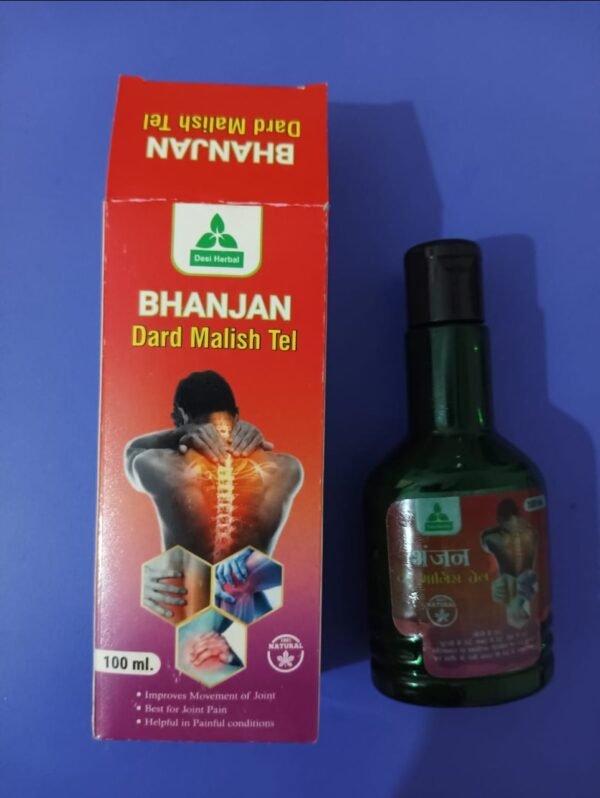 Dard Malish Tel
BHANJAN
Desi Herbal
BHANJAN
Dard Malish Tel
100% NATURAL
100 ml.
• Improves Movement of Joint
• Best for Joint Pain
• Helpful in Painful conditions
भंजन
मालिश तेल
NATURAL